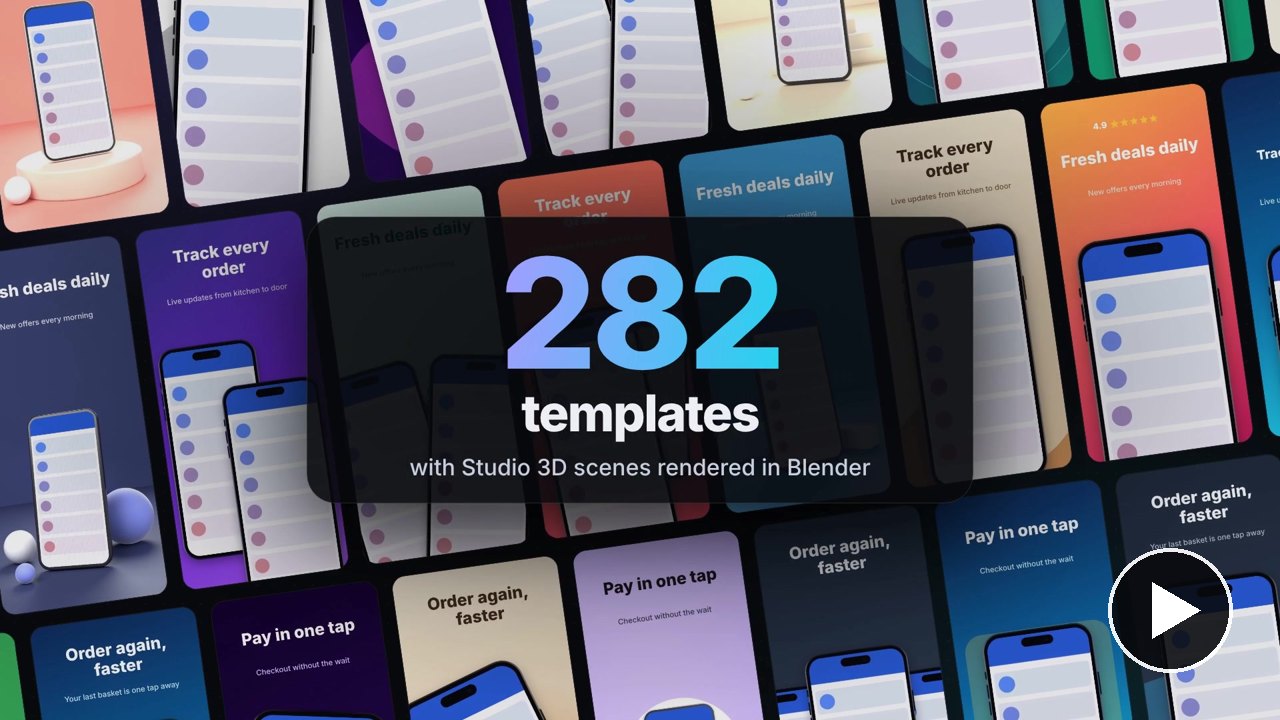 4.9 ★★★★★
Track every
order
Live updates from kitchen to door
Fresh deals daily
New offers every morning
Track every
order
Fresh deals daily
morning
Fresh deals daily
Track every
order
Live updates from kitchen to door
sh deals daily
New offers every morning
282
templates
with Studio 3D scenes rendered in Blender
Order again,
faster
Your last basket is one tap away
Pay in one tap
Checkout without the wait
Order again,
faster
Pay in one tap
Checkout without the wait
Order again,
faster
Pay in one tap
Checkout without the wait
Order again,
faster
Your last basket is one tap away